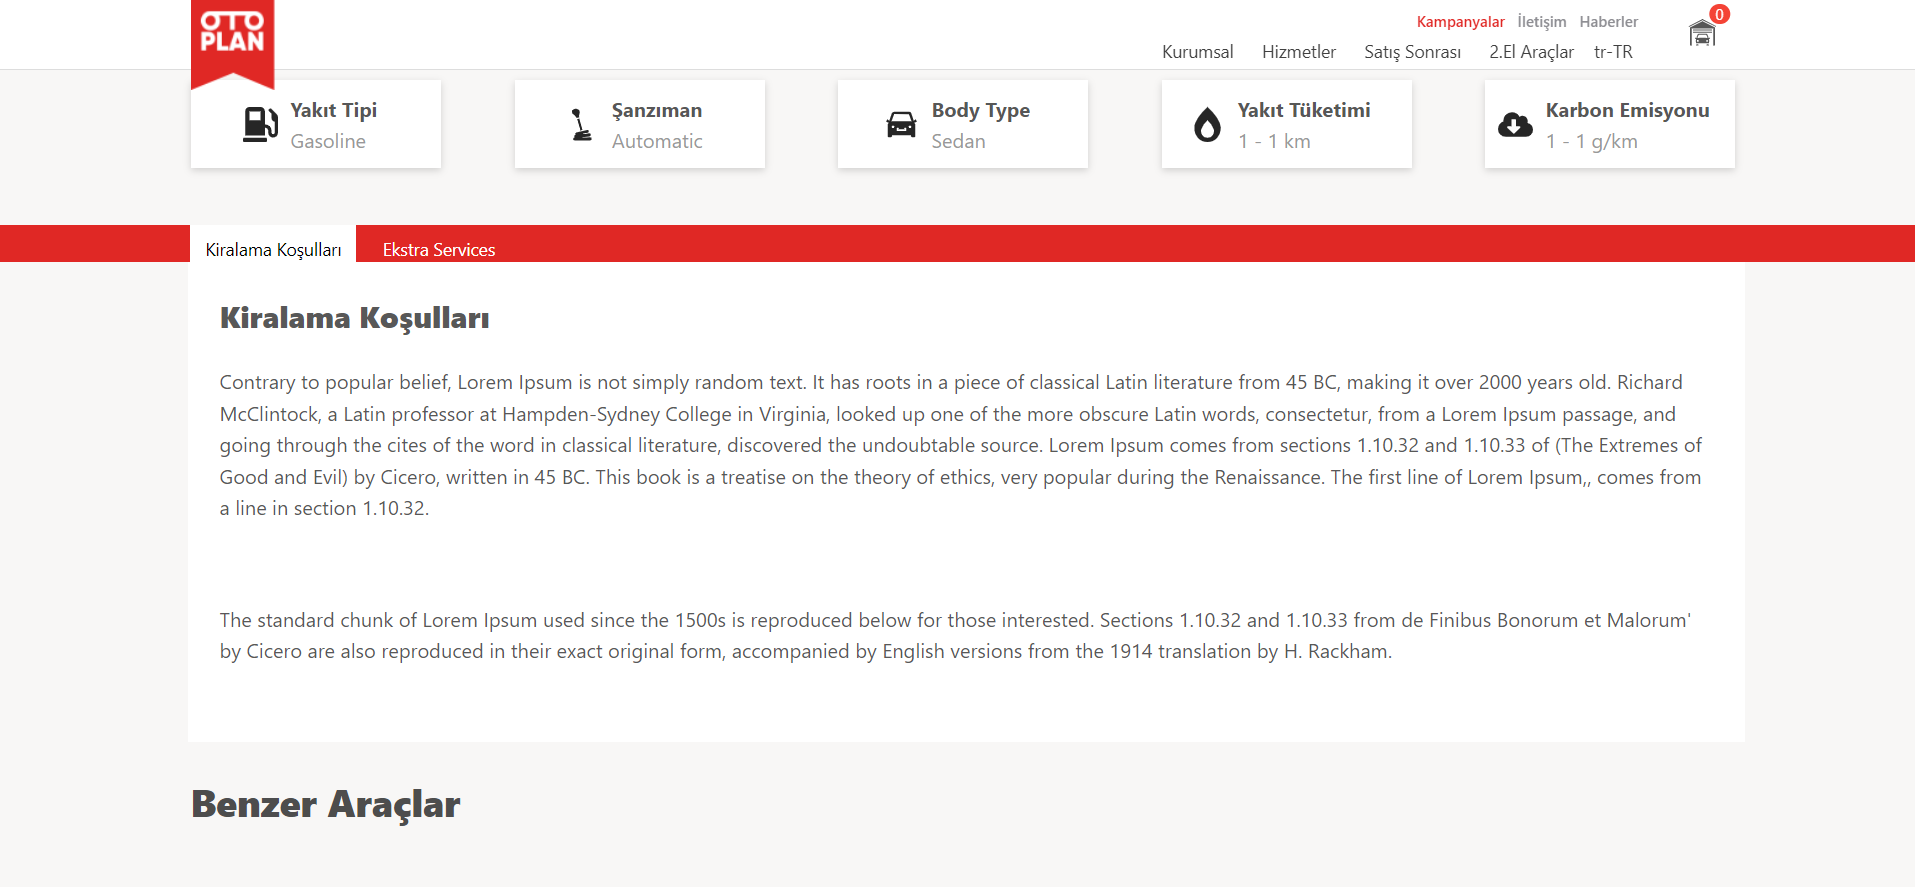 OTO
PLAN
Kampanyalar İletişim Haberler
0
Kurumsal Hizmetler Satış Sonrası 2.El Araçlar tr-TR
Yakıt Tipi
Gasoline
Şanzıman
Automatic
Body Type
Sedan
Yakıt Tüketimi
1 - 1 km
Karbon Emisyonu
1 - 1 g/km
Kiralama Koşulları
Ekstra Services
Kiralama Koşulları
Contrary to popular belief, Lorem Ipsum is not simply random text. It has roots in a piece of classical Latin literature from 45 BC, making it over 2000 years old. Richard
McClintock, a Latin professor at Hampden-Sydney College in Virginia, looked up one of the more obscure Latin words, consectetur, from a Lorem Ipsum passage, and
going through the cites of the word in classical literature, discovered the undoubtable source. Lorem Ipsum comes from sections 1.10.32 and 1.10.33 of (The Extremes of
Good and Evil) by Cicero, written in 45 BC. This book is a treatise on the theory of ethics, very popular during the Renaissance. The first line of Lorem Ipsum,, comes from
a line in section 1.10.32.
The standard chunk of Lorem Ipsum used since the 1500s is reproduced below for those interested. Sections 1.10.32 and 1.10.33 from de Finibus Bonorum et Malorum'
by Cicero are also reproduced in their exact original form, accompanied by English versions from the 1914 translation by H. Rackham.
Benzer Araçlar